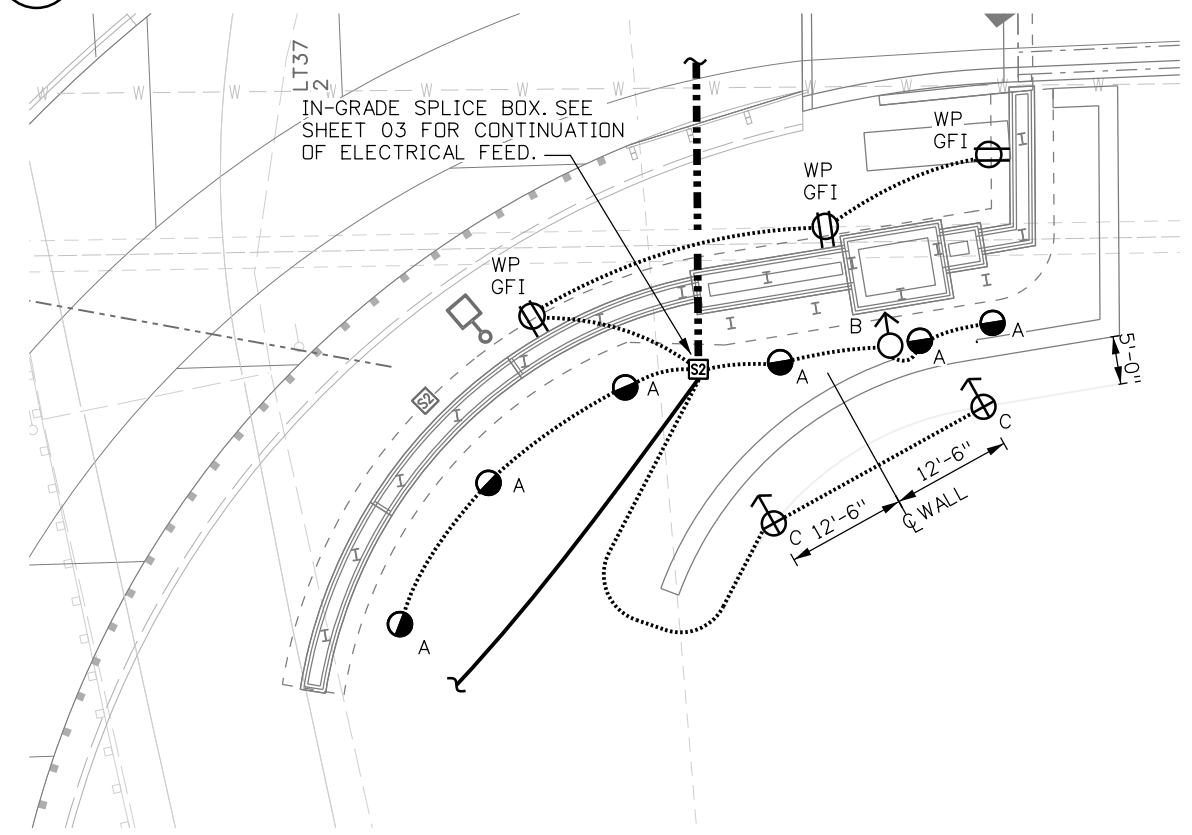 LT37
2
W W W W W W W W W W W W
IN-GRADE SPLICE BOX. SEE
SHEET 03 FOR CONTINUATION
OF ELECTRICAL FEED.
WP
GFI
WP
GFI
WP
GFI
S2
S2
B
A
A
A
A
A
A
C
C
5'-0"
12'-6"
12'-6"
℄ WALL